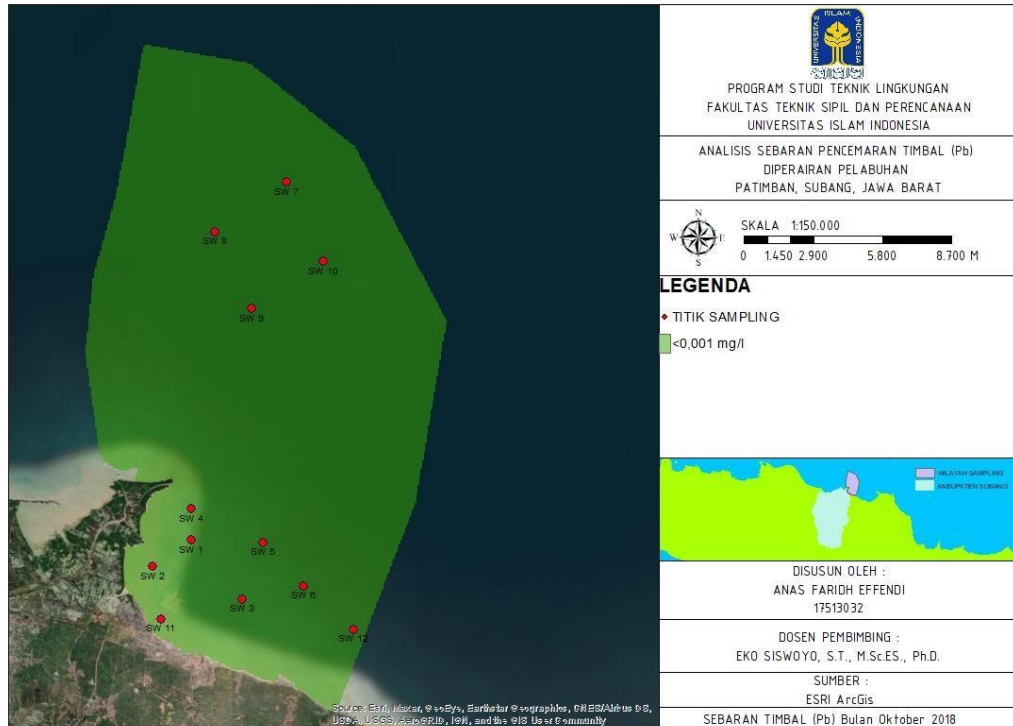 SW 7
SW 8
SW 10
SW 9
SW 4
SW 1
SW 5
SW 2
SW 6
SW 3
SW 11
SW 12
Source: Esri, Maxar, GeoEye, Earthstar Geographics, CNES/Airbus DS,
USDA, USGS, AeroGRID, IGN, and the GIS User Community
UNIVERSITAS ISLAM INDONESIA
PROGRAM STUDI TEKNIK LINGKUNGAN
FAKULTAS TEKNIK SIPIL DAN PERENCANAAN
UNIVERSITAS ISLAM INDONESIA
ANALISIS SEBARAN PENCEMARAN TIMBAL (Pb)
DIPERAIRAN PELABUHAN
PATIMBAN, SUBANG, JAWA BARAT
N
W E
S
SKALA 1:150.000
0 1.450 2.900 5.800 8.700 M
LEGENDA
TITIK SAMPLING
<0,001 mg/l
WILAYAH SAMPLING
KABUPATEN SUBANG
DISUSUN OLEH :
ANAS FARIDH EFFENDI
17513032
DOSEN PEMBIMBING :
EKO SISWOYO, S.T., M.Sc.ES., Ph.D.
SUMBER :
ESRI ArcGis
SEBARAN TIMBAL (Pb) Bulan Oktober 2018